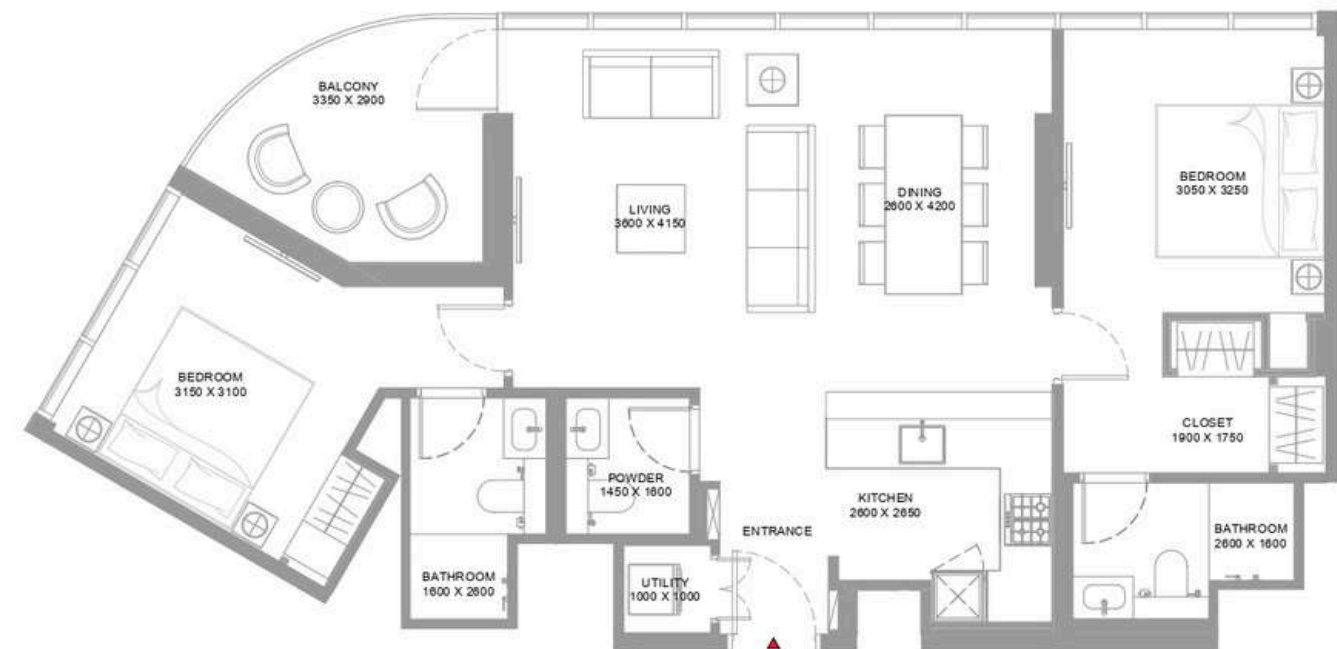 BALCONY
3350 X 2900
LIVING
3600 X 4150
DINING
2600 X 4200
BEDROOM
3050 X 3250
BEDROOM
3150 X 3100
CLOSET
1900 X 1750
POWDER
1450 X 1600
KITCHEN
2600 X 2650
ENTRANCE
BATHROOM
2600 X 1600
BATHROOM
1600 X 2600
UTILITY
1000 X 1000